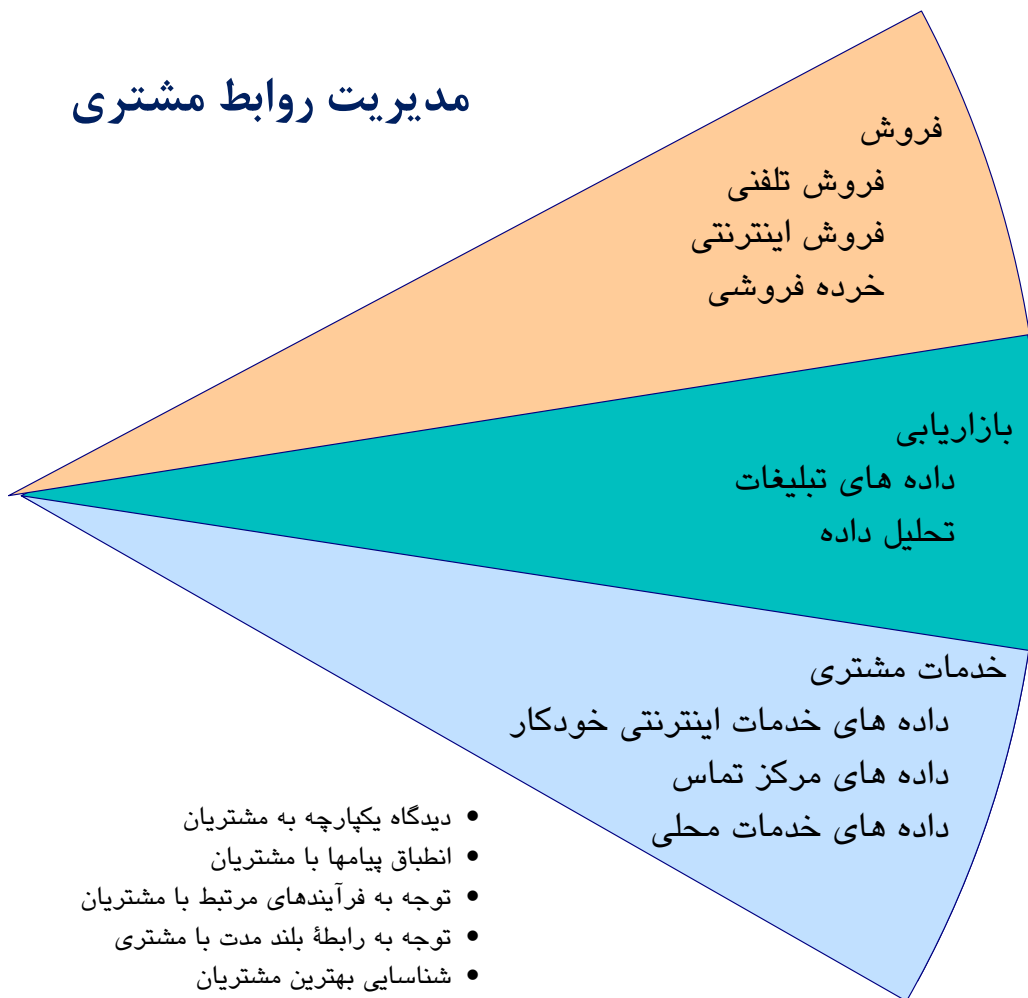 مدیریت روابط مشتری
فروش
فروش تلفنی
فروش اینترنتی
خرده فروشی
بازاریابی
داده های تبلیغات
تحلیل داده
خدمات مشتری
داده های خدمات اینترنتی خودکار
داده های مرکز تماس
داده های خدمات محلی
• دیدگاه یکپارچه به مشتریان
• انطباق پیامها با مشتریان
• توجه به فرآیندهای مرتبط با مشتریان
• توجه به رابطۀ بلند مدت با مشتری
• شناسایی بهترین مشتریان